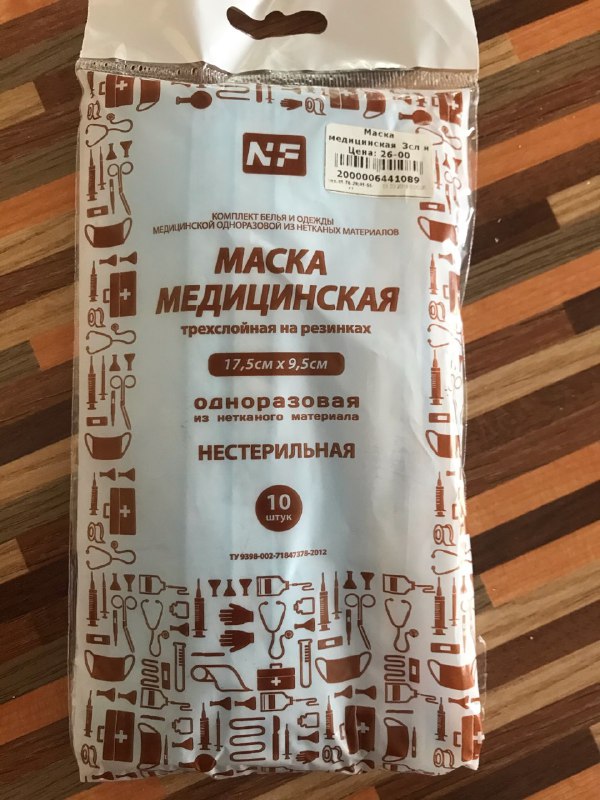 NF
Маска
медицинская 3сл н
Цена: 26-00
2000006441089
КОМПЛЕКТ БЕЛЬЯ И ОДЕЖДЫ
МЕДИЦИНСКОЙ ОДНОРАЗОВОЙ ИЗ НЕТКАНЫХ МАТЕРИАЛОВ
МАСКА
МЕДИЦИНСКАЯ
трехслойная на резинках
17,5см x 9,5см
одноразовая
из нетканого материала
НЕСТЕРИЛЬНАЯ
10
штук
ТУ 9398-002-71847378-2012